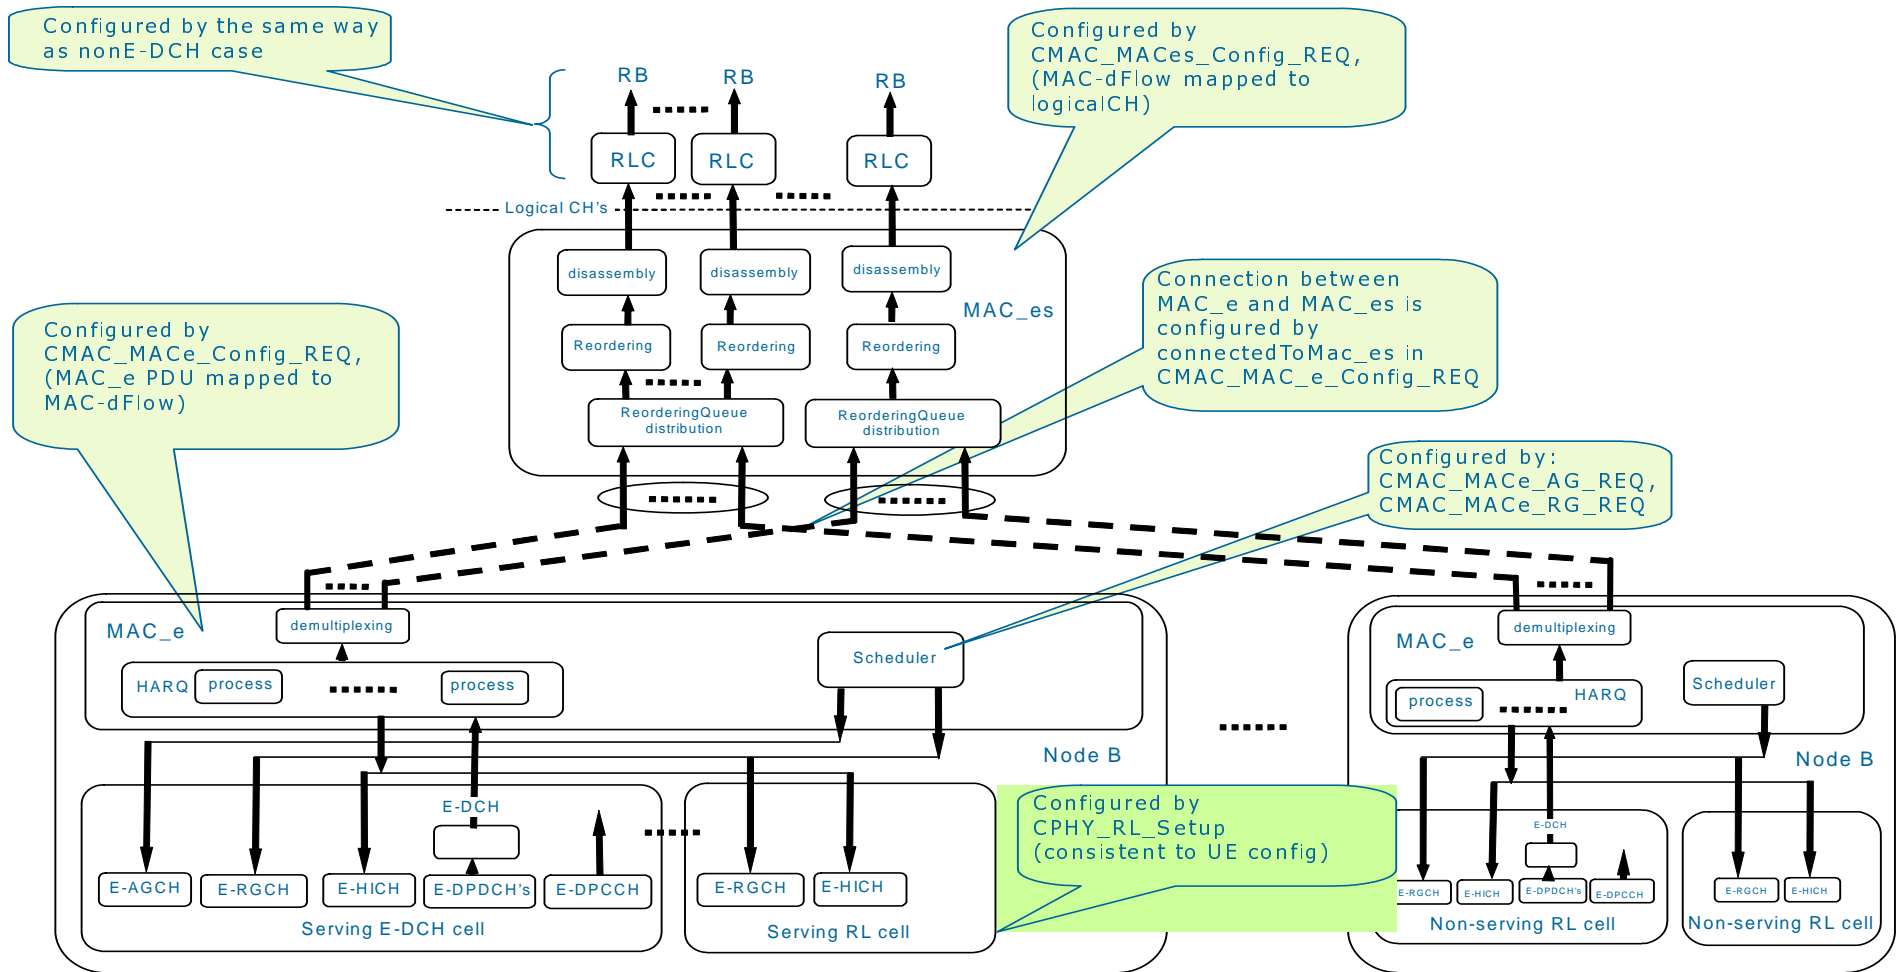 Configured by the same way
as nonE-DCH case
Configured by
CMAC_MACes_Config_REQ,
(MAC-dFlow mapped to
logicalCH)
RB
RB
RB
RLC
RLC
RLC
Logical CH's
disassembly
disassembly
disassembly
MAC_es
Reordering
Reordering
Reordering
ReorderingQueue
distribution
ReorderingQueue
distribution
Connection between
MAC_e and MAC_es is
configured by
connectedToMac_es in
CMAC_MAC_e_Config_REQ
Configured by
CMAC_MACe_Config_REQ,
(MAC_e PDU mapped to
MAC-dFlow)
Configured by:
CMAC_MACe_AG_REQ,
CMAC_MACe_RG_REQ
MAC_e
demultiplexing
Scheduler
HARQ
process
process
Node B
E-DCH
E-AGCH
E-RGCH
E-HICH
E-DPDCH's
E-DPCCH
Serving E-DCH cell
E-RGCH
E-HICH
Serving RL cell
Configured by
CPHY_RL_Setup
(consistent to UE config)
MAC_e
demultiplexing
process
HARQ
Scheduler
Node B
E-DCH
E-RGCH
E-HICH
E-DPDCH's
E-DPCCH
Non-serving RL cell
E-RGCH
E-HICH
Non-serving RL cell